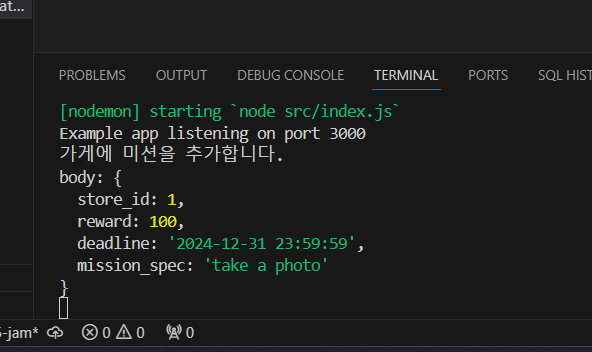 at...
PROBLEMS OUTPUT DEBUG CONSOLE TERMINAL PORTS SQL HIST
[nodemon] starting `node src/index.js`
Example app listening on port 3000
가게에 미션을 추가합니다.
body: {
  store_id: 1,
  reward: 100,
  deadline: '2024-12-31 23:59:59',
  mission_spec: 'take a photo'
}
-jam* 0 0 0